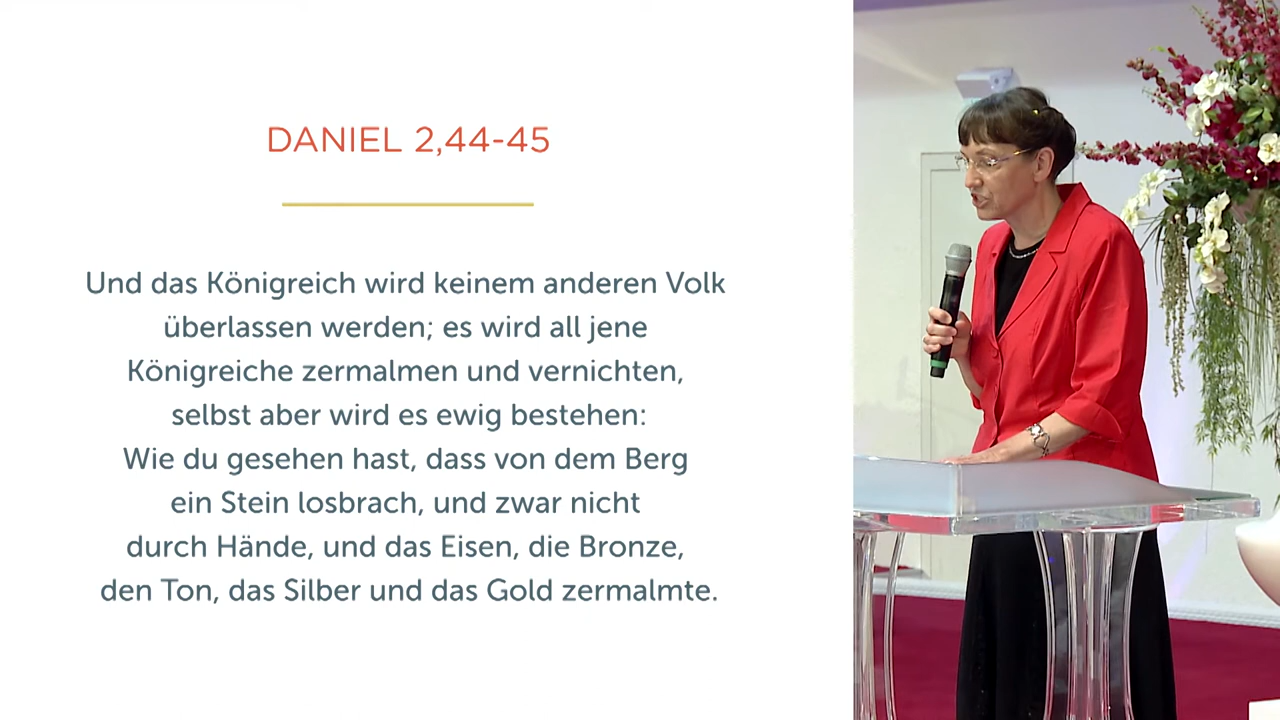 DANIEL 2,44-45
Und das Königreich wird keinem anderen Volk
überlassen werden; es wird all jene
Königreiche zermalmen und vernichten,
selbst aber wird es ewig bestehen:
Wie du gesehen hast, dass von dem Berg
ein Stein losbrach, und zwar nicht
durch Hände, und das Eisen, die Bronze,
den Ton, das Silber und das Gold zermalmte.